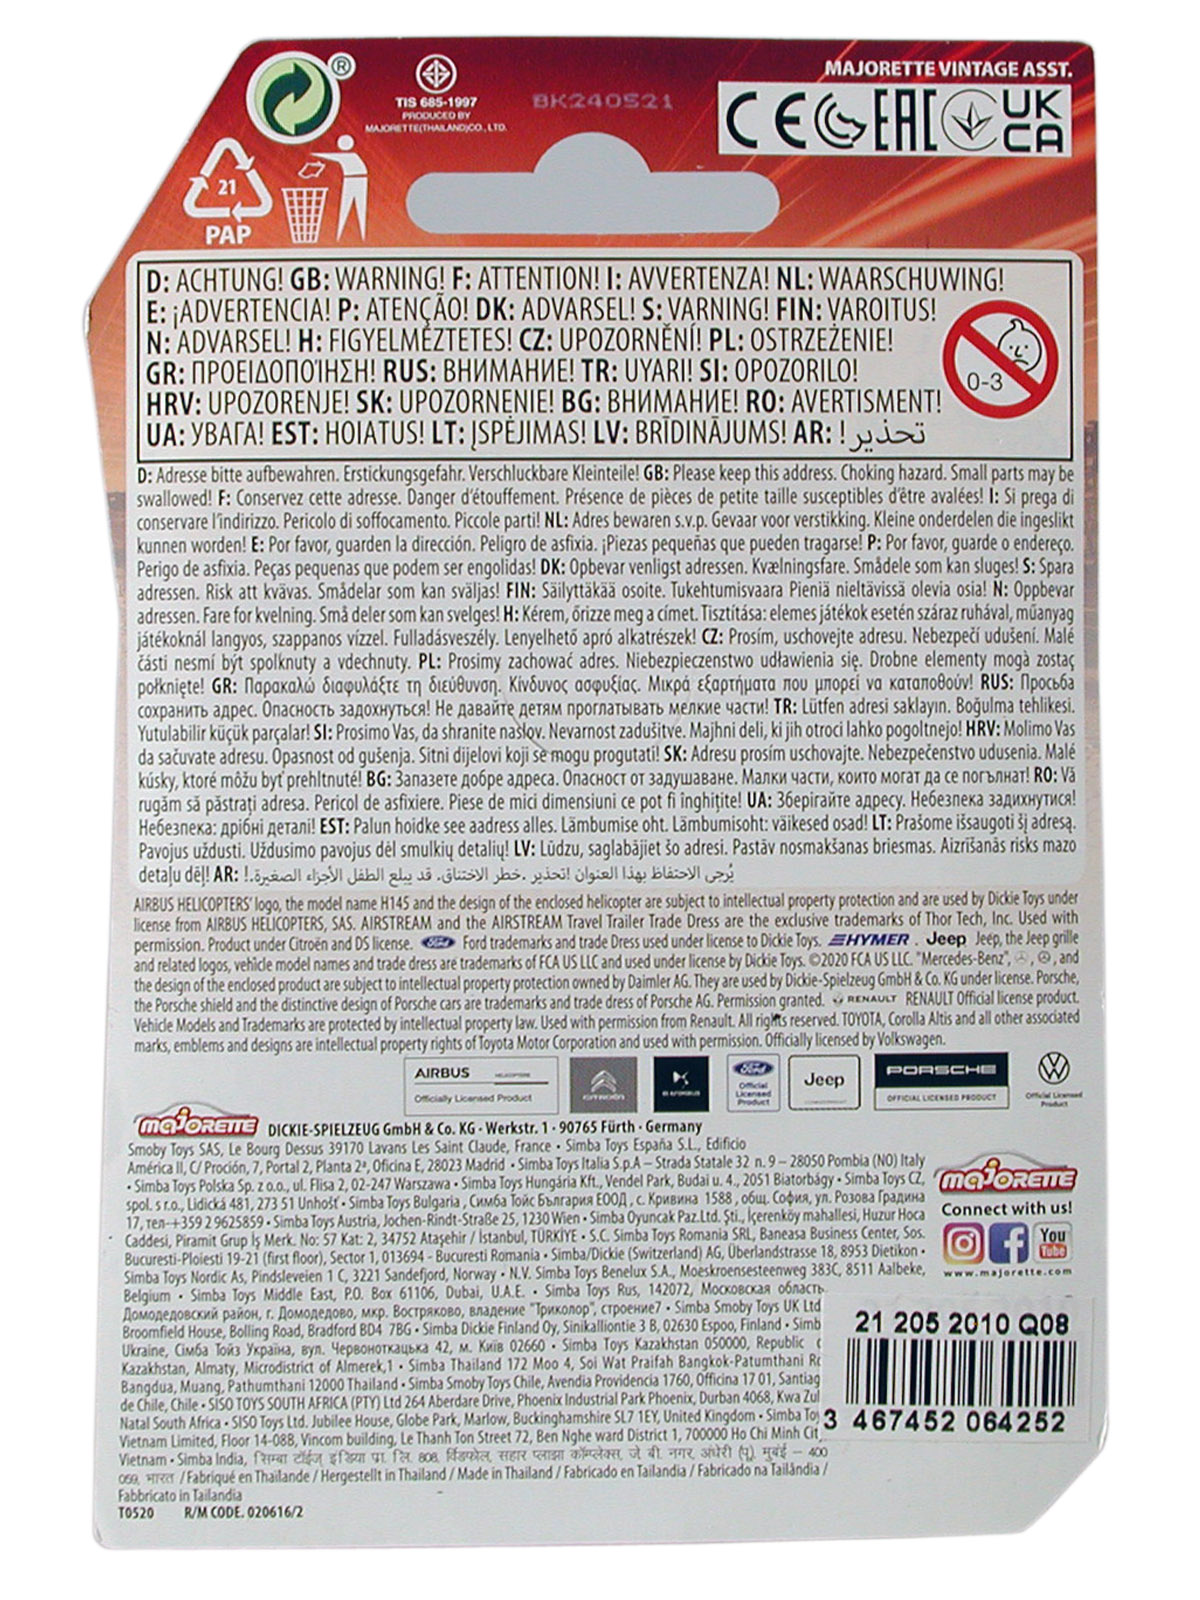 MAJORETTE VINTAGE ASST.
TIS 685-1997
PRODUCED BY
MAJORETTE(THAILAND)CO., LTD.
BK240521
CE EAC UK CA
21
PAP
D: ACHTUNG! GB: WARNING! F: ATTENTION! I: AVVERTENZA! NL: WAARSCHUWING!
E: ¡ADVERTENCIA! P: ATENÇÃO! DK: ADVARSEL! S: VARNING! FIN: VAROITUS!
N: ADVARSEL! H: FIGYELMEZTETES! CZ: UPOZORNĚNÍ! PL: OSTRZEŻENIE!
GR: ΠΡΟΕΙΔΟΠΟΊΗΣΗ! RUS: ВНИМАНИЕ! TR: UYARI! SI: OPOZORILO!
HRV: UPOZORENJE! SK: UPOZORNENIE! BG: ВНИМАНИЕ! RO: AVERTISMENT!
UA: УВАГА! EST: HOIATUS! LT: ĮSPĖJIMAS! LV: BRĪDINĀJUMS! AR: تحذير!
0-3
D: Adresse bitte aufbewahren. Erstickungsgefahr. Verschluckbare Kleinteile! GB: Please keep this address. Choking hazard. Small parts may be
swallowed! F: Conservez cette adresse. Danger d'étouffement. Présence de pièces de petite taille susceptibles d'être avalées! I: Si prega di
conservare l'indirizzo. Pericolo di soffocamento. Piccole parti! NL: Adres bewaren s.v.p. Gevaar voor verstikking. Kleine onderdelen die ingeslikt
kunnen worden! E: Por favor, guarden la dirección. Peligro de asfixia. ¡Piezas pequeñas que pueden tragarse! P: Por favor, guarde o endereço.
Perigo de asfixia. Peças pequenas que podem ser engolidas! DK: Opbevar venligst adressen. Kvælningsfare. Smådele som kan sluges! S: Spara
adressen. Risk att kvävas. Smådelar som kan sväljas! FIN: Säilyttäkää osoite. Tukehtumisvaara Pieniä nieltävissä olevia osia! N: Oppbevar
adressen. Fare for kvelning. Små deler som kan svelges! H: Kérem, őrizze meg a címet. Tisztítása: elemes játékok esetén száraz ruhával, műanyag
játékoknál langyos, szappanos vízzel. Fulladásveszély. Lenyelhető apró alkatrészek! CZ: Prosím, uschovejte adresu. Nebezpečí udušení. Malé
části nesmí být spolknuty a vdechnuty. PL: Prosimy zachować adres. Niebezpieczenstwo udławienia się. Drobne elementy mogà zostaç
połknięte! GR: Παρακαλώ διαφυλάξτε τη διεύθυνση. Κίνδυνος ασφυξίας. Μικρά εξαρτήματα που μπορεί να καταποθούν! RUS: Просьба
сохранить адрес. Опасность задохнуться! Не давайте детям проглатывать мелкие части! TR: Lütfen adresi saklayin. Boğulma tehlikesi.
Yutulabilir küçük parçalar! SI: Prosimo Vas, da shranite naslov. Nevarnost zadušitve. Majhni deli, ki jih otroci lahko pogoltnejo! HRV: Molimo Vas
da sačuvate adresu. Opasnost od gušenja. Sitni dijelovi koji se mogu progutati! SK: Adresu prosím uschovajte. Nebezpečenstvo udusenia. Malé
kúsky, ktoré môžu byť prehltnuté! BG: Запазете добре адреса. Опасност от задушаване. Малки части, които могат да се погълнат! RO: Vă
rugăm să păstrați adresa. Pericol de asfixiere. Piese de mici dimensiuni ce pot fi înghițite! UA: Зберігайте адресу. Небезпека задихнутися!
Небезпека: дрібні деталі! EST: Palun hoidke see aadress alles. Lämbumise oht. Lämbumisoht: väikesed osad! LT: Prašome išsaugoti šį adresą.
Pavojus uždusti. Uždusimo pavojus dėl smulkių detalių! LV: Lūdzu, saglabājiet šo adresi. Pastāv nosmakšanas briesmas. Aizrīšanās risks mazo
detaļu dēļ! AR: يُرجى الاحتفاظ بهذا العنوان !تحذير .خطر الاختناق. قد يبلع الطفل الأجزاء الصغيرة.!
AIRBUS HELICOPTERS' logo, the model name H145 and the design of the enclosed helicopter are subject to intellectual property protection and are used by Dickie Toys under
license from AIRBUS HELICOPTERS, SAS. AIRSTREAM and the AIRSTREAM Travel Trailer Trade Dress are the exclusive trademarks of Thor Tech, Inc. Used with
permission. Product under Citroën and DS license. Ford Ford trademarks and trade Dress used under license to Dickie Toys. HYMER . Jeep Jeep, the Jeep grille
and related logos, vehicle model names and trade dress are trademarks of FCA US LLC and used under license by Dickie Toys. ©2020 FCA US LLC. "Mercedes-Benz", , , and
the design of the enclosed product are subject to intellectual property protection owned by Daimler AG. They are used by Dickie-Spielzeug GmbH & Co. KG under license. Porsche,
the Porsche shield and the distinctive design of Porsche cars are trademarks and trade dress of Porsche AG. Permission granted. RENAULT RENAULT Official license product.
Vehicle Models and Trademarks are protected by intellectual property law. Used with permission from Renault. All rights reserved. TOYOTA, Corolla Altis and all other associated
marks, emblems and designs are intellectual property rights of Toyota Motor Corporation and used with permission. Officially licensed by Volkswagen.
AIRBUS HELICOPTERS
Officially Licensed Product
CITROËN
DS AUTOMOBILES
Ford
Official
Licensed
Product
Jeep
PORSCHE
OFFICIAL LICENSED PRODUCT
Official Licensed
Product
majorette DICKIE-SPIELZEUG GmbH & Co. KG · Werkstr. 1 · 90765 Fürth · Germany
Smoby Toys SAS, Le Bourg Dessus 39170 Lavans Les Saint Claude, France • Simba Toys España S.L., Edificio
América II, C/ Proción, 7, Portal 2, Planta 2ª, Oficina E, 28023 Madrid • Simba Toys Italia S.p.A – Strada Statale 32 n. 9 – 28050 Pombia (NO) Italy
• Simba Toys Polska Sp. z o.o., ul. Flisa 2, 02-247 Warszawa • Simba Toys Hungária Kft., Vendel Park, Budai u. 4., 2051 Biatorbágy • Simba Toys CZ,
spol. s r.o., Lidická 481, 273 51 Unhošť • Simba Toys Bulgaria , Симба Тойс България ЕООД , с. Кривина 1588 , общ. София, ул. Розова Градина
17, тел-+359 2 9625859 • Simba Toys Austria, Jochen-Rindt-Straße 25, 1230 Wien • Simba Oyuncak Paz.Ltd. Şti., İçerenköy mahallesi, Huzur Hoca
Caddesi, Piramit Grup İş Merk. No: 57 Kat: 2, 34752 Ataşehir / İstanbul, TÜRKİYE • S.C. Simba Toys Romania SRL, Baneasa Business Center, Sos.
Bucuresti-Ploiesti 19-21 (first floor), Sector 1, 013694 - Bucuresti Romania • Simba/Dickie (Switzerland) AG, Überlandstrasse 18, 8953 Dietikon •
Simba Toys Nordic As, Pindsleveien 1 C, 3221 Sandefjord, Norway • N.V. Simba Toys Benelux S.A., Moeskroensesteenweg 383C, 8511 Aalbeke,
Belgium • Simba Toys Middle East, P.O. Box 61106, Dubai, U.A.E. • Simba Toys Rus, 142072, Московская область,
Домодедовский район, г. Домодедово, мкр. Востряково, владение "Триколор", строение7 • Simba Smoby Toys UK Ltd
Broomfield House, Bolling Road, Bradford BD4 7BG • Simba Dickie Finland Oy, Sinikalliontie 3 B, 02630 Espoo, Finland • Simb
Ukraine, Сімба Тойз Україна, вул. Червоноткацька 42, м. Київ 02660 • Simba Toys Kazakhstan 050000, Republic
Kazakhstan, Almaty, Microdistrict of Almerek,1 • Simba Thailand 172 Moo 4, Soi Wat Praifah Bangkok-Patumthani Rc
Bangdua, Muang, Pathumthani 12000 Thailand • Simba Smoby Toys Chile, Avendia Providencia 1760, Officina 17 01, Santiag
de Chile, Chile • SISO TOYS SOUTH AFRICA (PTY) Ltd 264 Aberdare Drive, Phoenix Industrial Park Phoenix, Durban 4068, Kwa Zul
Natal South Africa • SISO Toys Ltd. Jubilee House, Globe Park, Marlow, Buckinghamshire SL7 1EY, United Kingdom • Simba To
Vietnam Limited, Floor 14-08B, Vincom building, Le Thanh Ton Street 72, Ben Nghe ward District 1, 700000 Ho Chi Minh Cit
Vietnam • Simba India, सिम्बा टॉईज् इंडिया प्रा. लि. 808, विंडफॉल, सहार प्लाझा कॉम्प्लेक्स, जे. बी. नगर, अंधेरी (पू), मुंबई – 400
059, भारत / Fabriqué en Thaïlande / Hergestellt in Thailand / Made in Thailand / Fabricado en Tailandia / Fabricado na Tailândia /
Fabbricato in Tailandia
T0520 R/M CODE. 020616/2
majorette
Connect with us!
You Tube
www.majorette.com
21 205 2010 Q08
3 467452 064252